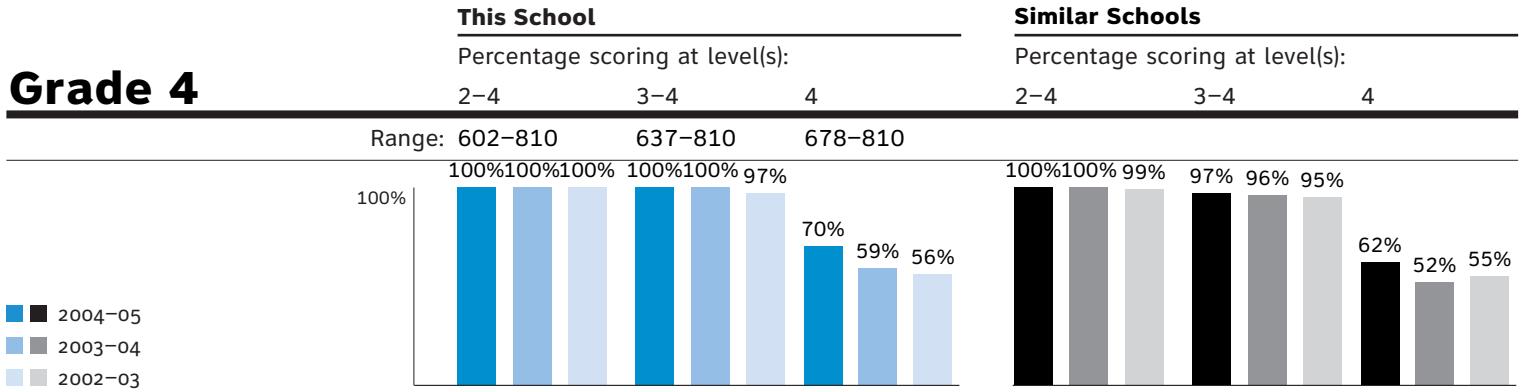 This School
Similar Schools
Percentage scoring at level(s):
Percentage scoring at level(s):
Grade 4
2–4 3–4 4
2–4 3–4 4
Range: 602–810 637–810 678–810
100% 100% 100% 100% 100% 97% 70% 59% 56%
100% 100% 99% 97% 96% 95% 62% 52% 55%
100%
2004–05
2003–04
2002–03